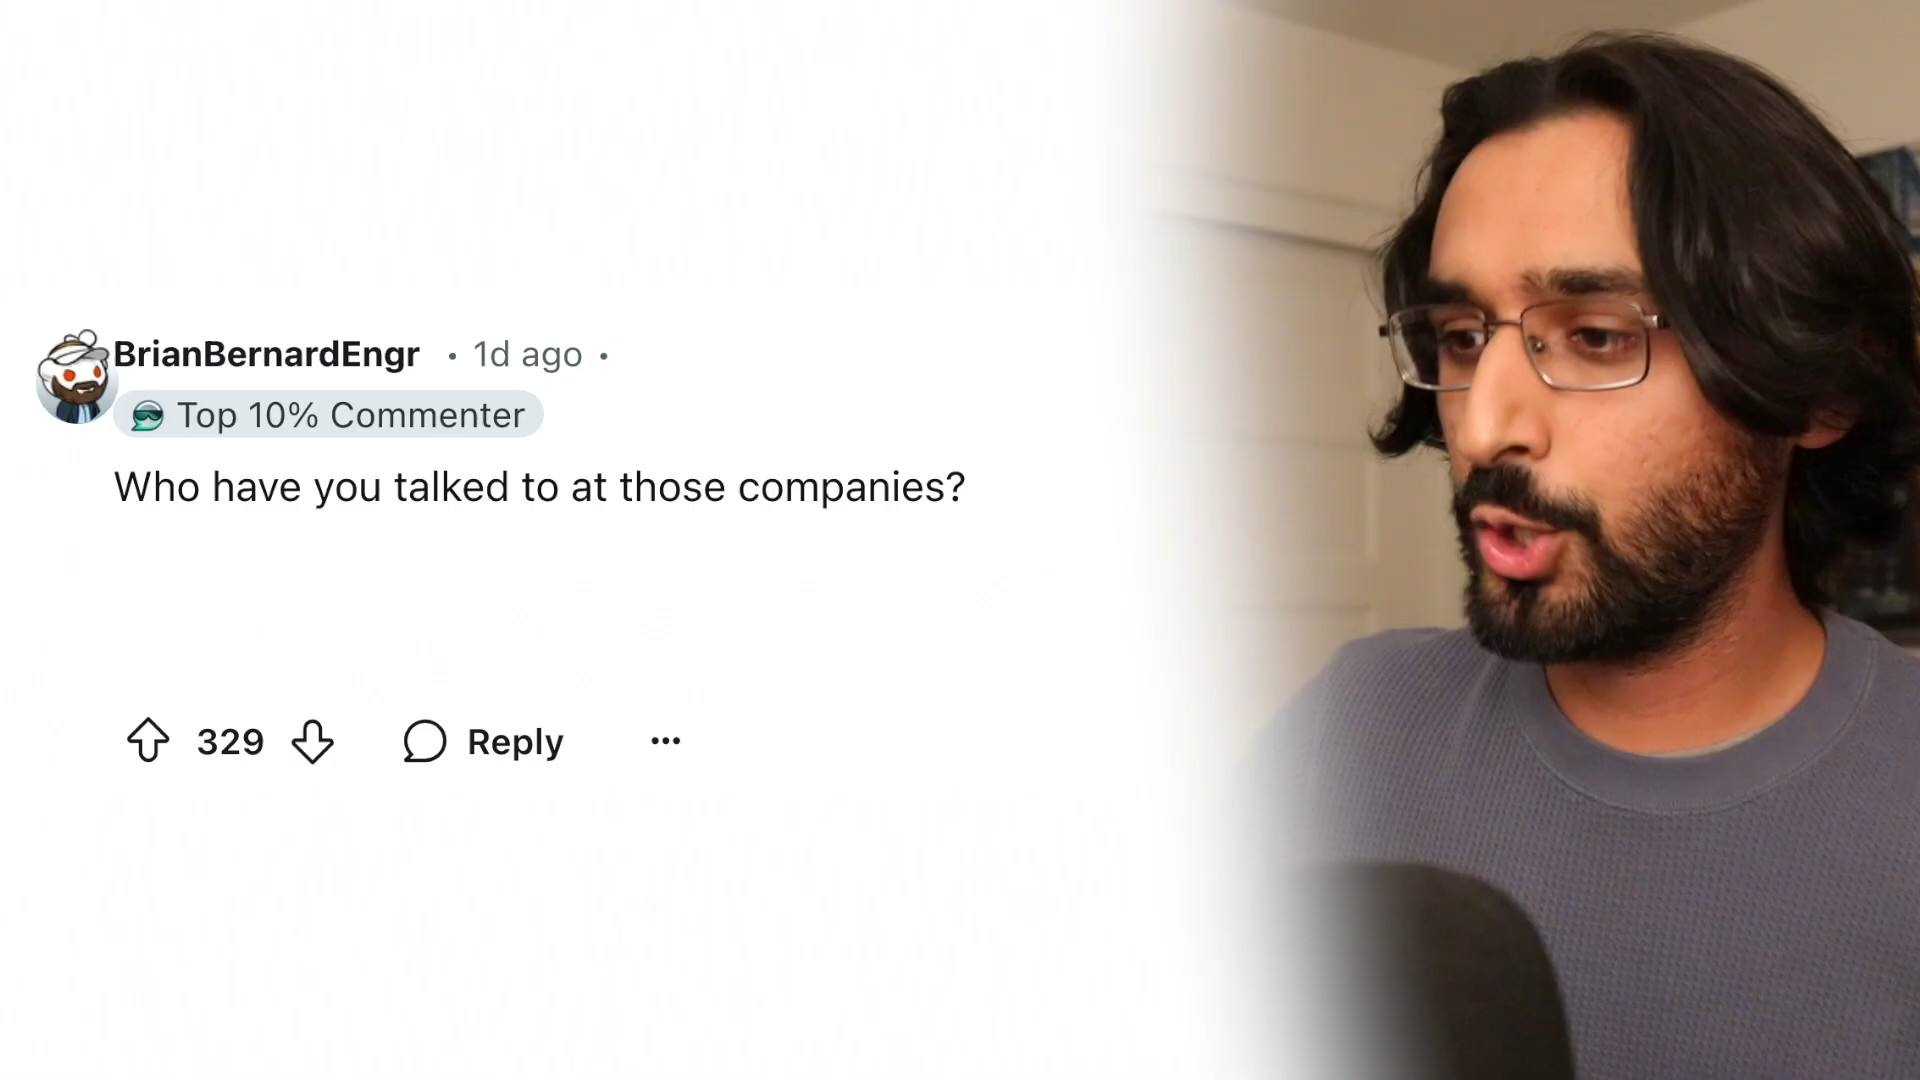 BrianBernardEngr • 1d ago •
Top 10% Commenter
Who have you talked to at those companies?
329 Reply